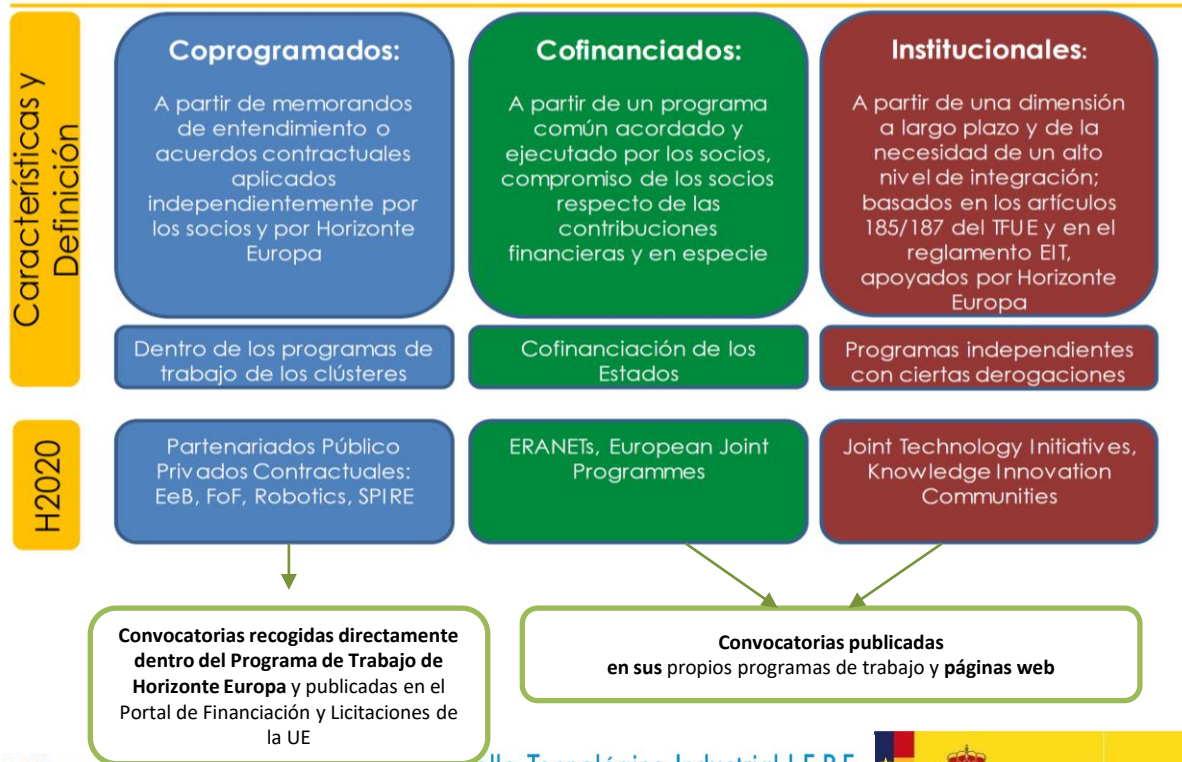 Características y
Definición
Coprogramados:
A partir de memorandos
de entendimiento o
acuerdos contractuales
aplicados
independientemente por
los socios y por Horizonte
Europa
Cofinanciados:
A partir de un programa
común acordado y
ejecutado por los socios,
compromiso de los socios
respecto de las
contribuciones
financieras y en especie
Institucionales:
A partir de una dimensión
a largo plazo y de la
necesidad de un alto
nivel de integración;
basados en los artículos
185/187 del TFUE y en el
reglamento EIT,
apoyados por Horizonte
Europa
Dentro de los programas de
trabajo de los clústeres
Cofinanciación de los
Estados
Programas independientes
con ciertas derogaciones
H2020
Partenariados Público
Privados Contractuales:
EeB, FoF, Robotics, SPIRE
ERANETs, European Joint
Programmes
Joint Technology Initiatives,
Knowledge Innovation
Communities
Convocatorias recogidas directamente
dentro del Programa de Trabajo de
Horizonte Europa y publicadas en el
Portal de Financiación y Licitaciones de
la UE
Convocatorias publicadas
en sus propios programas de trabajo y páginas web
Tecnológico Industrial